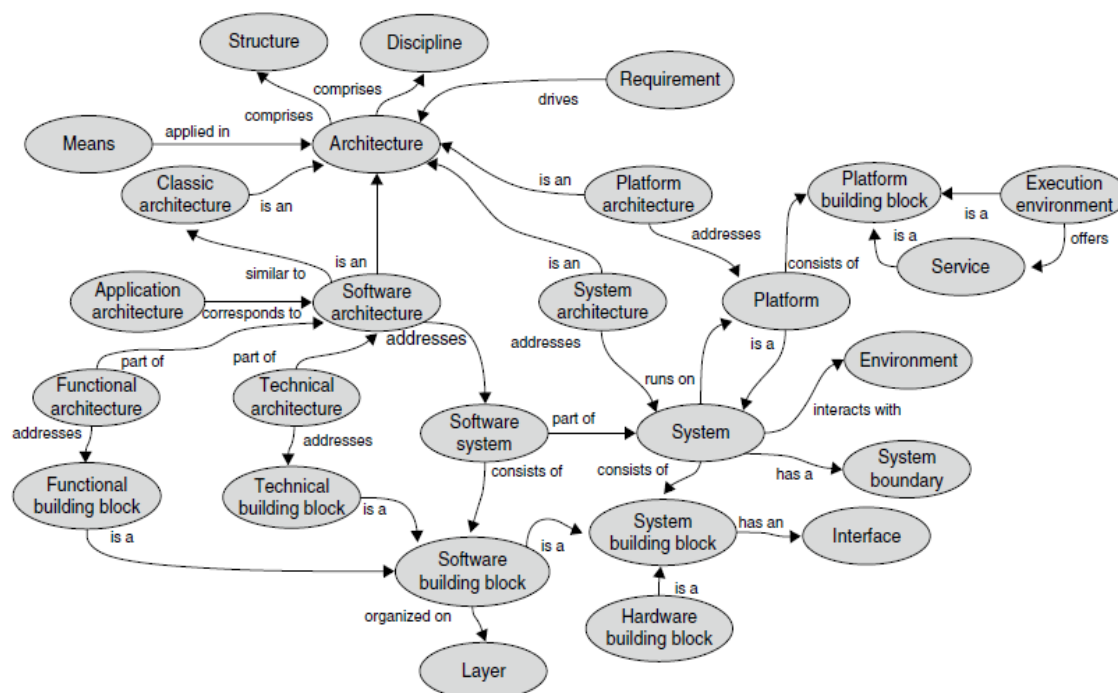 Structure
Discipline
Requirement
comprises
comprises
drives
Means
applied in
Architecture
Classic
architecture
is an
is an
Platform
architecture
Platform
building block
Execution
environment
is a
is a
offers
addresses
consists of
Service
similar to
is an
is an
Application
architecture
corresponds to
Software
architecture
System
architecture
Platform
addresses
addresses
is a
part of
part of
Environment
Functional
architecture
Technical
architecture
runs on
interacts with
addresses
addresses
Software
system
part of
System
consists of
consists of
has a
System
boundary
Functional
building block
Technical
building block
is a
is a
System
building block
has an
Interface
is a
Software
building block
is a
organized on
Hardware
building block
Layer